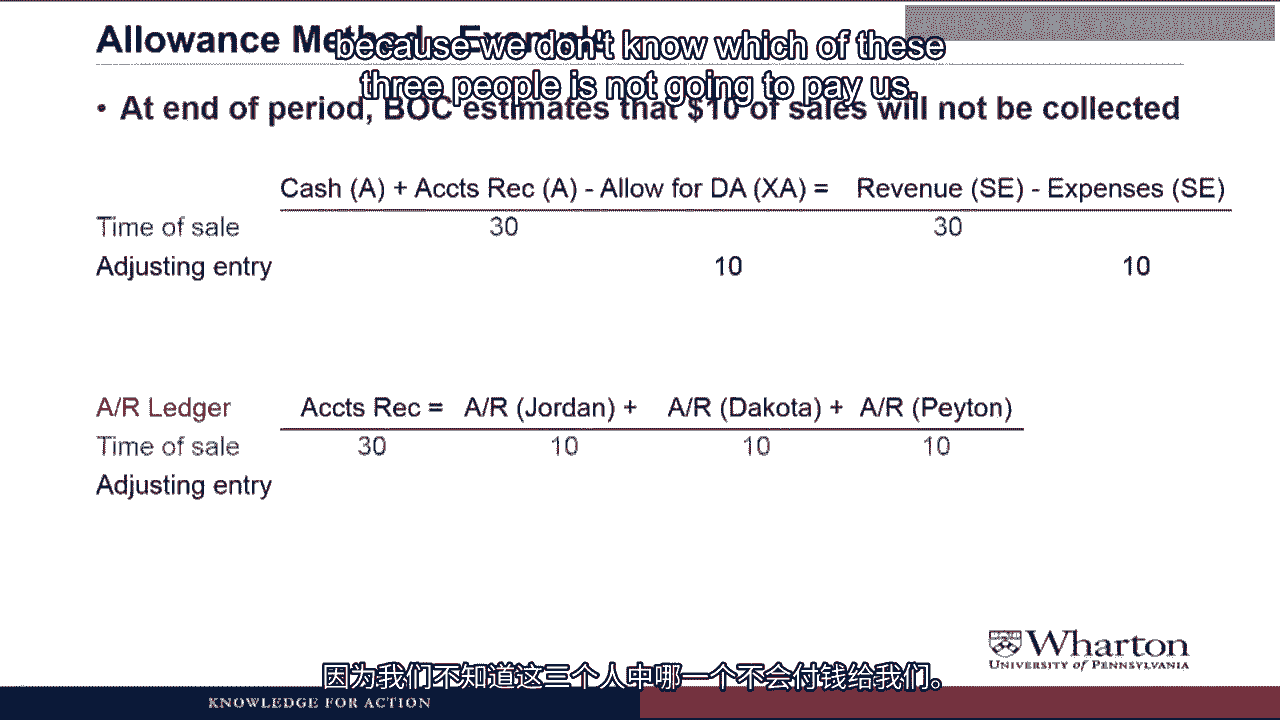 Allowance Method – Example
because we don't know which of these
three people is not going to pay us.
• At end of period, BOC estimates that $10 of sales will not be collected
Cash (A) + Accts Rec (A) - Allow for DA (XA) = Revenue (SE) - Expenses (SE)
Time of sale 30 30
Adjusting entry 10 10
A/R Ledger Accts Rec = A/R (Jordan) + A/R (Dakota) + A/R (Peyton)
Time of sale 30 10 10 10
Adjusting entry
Wharton
UNIVERSITY of PENNSYLVANIA
因为我们不知道这三个人中哪一个不会付钱给我们。
KNOWLEDGE FOR ACTION